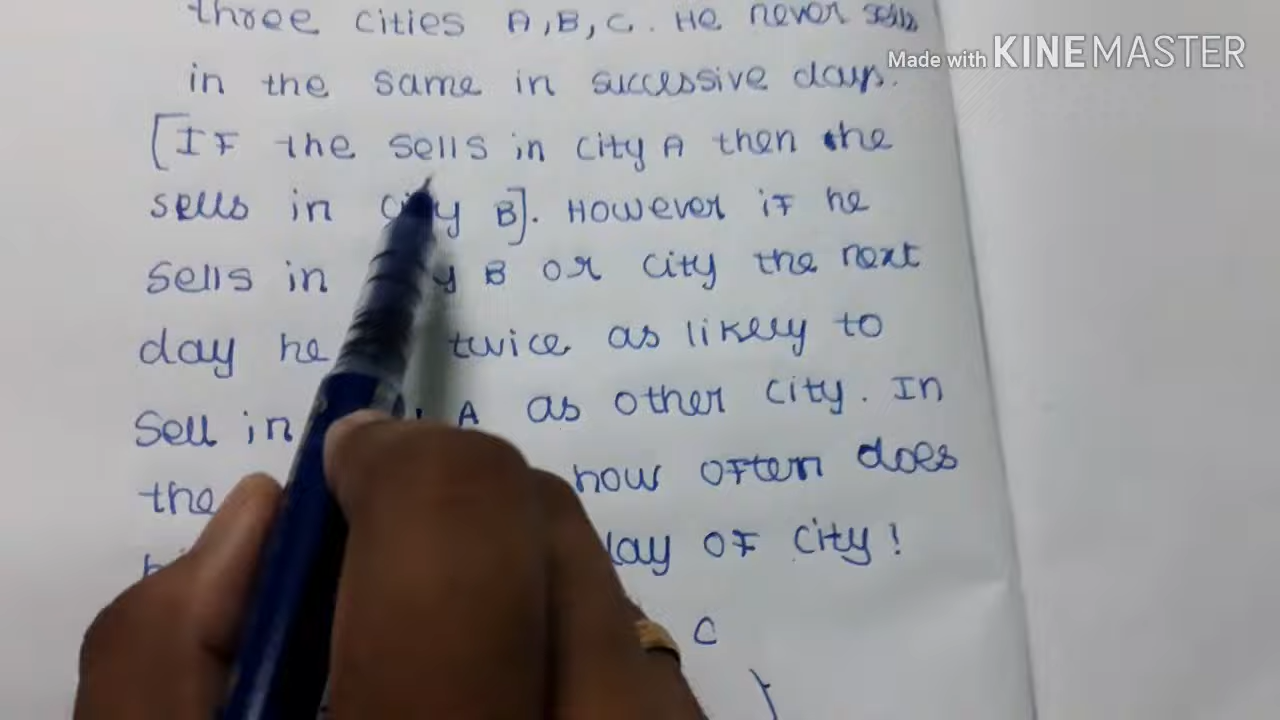 three cities A, B, C. He never sells
Made with KINEMASTER
in the same in successive days.
[IF the sells in city A then the
sells in city B]. However if he
sells in B or city the next
day he twice as likely to
sell in A as other city. In
the how often does
day OF city!
C